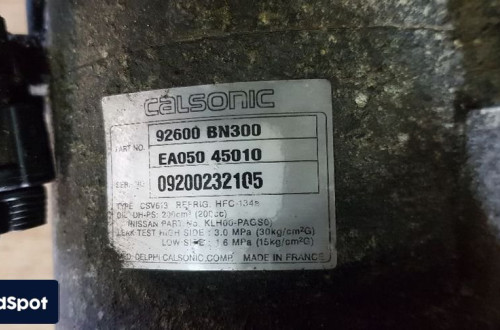 CALSONIC
92600 BN300
PART NO.
EA050 45010
SER. NO. 09200232105
TYPE CSV613 REFRIG. HFC-134a
OIL DH-PS: 200cm³ (200cc)
(NISSAN PART No. KLH00-PAGS0)
LEAK TEST HIGH SIDE : 3.0 MPa (30kg/cm²G)
LOW SIDE : 1.6 MPa (15kg/cm²G)
DELPHI CALSONIC COMP. MADE IN FRANCE
dSpot